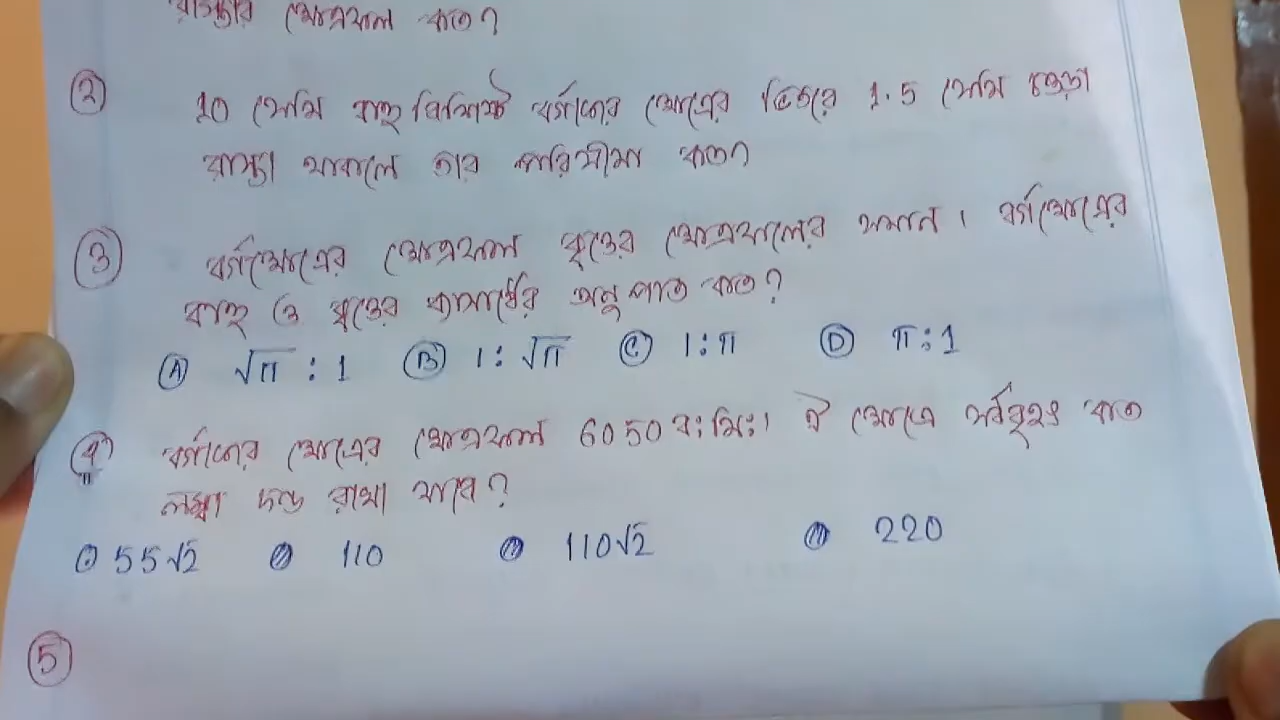 রাস্তার ক্ষেত্রফল কত?
② 10 সেমি বাহু বিশিষ্ট বর্গাকার ক্ষেত্রের ভিতরে 1.5 সেমি চওড়া
রাস্তা থাকলে তার পরিসীমা কত?
③ বর্গক্ষেত্রের ক্ষেত্রফল বৃত্তের ক্ষেত্রফলের সমান। বর্গক্ষেত্রের
বাহু ও বৃত্তের ব্যাসার্ধের অনুপাত কত?
Ⓐ √π : 1 Ⓑ 1 : √π Ⓒ 1 : π Ⓓ π : 1
④ বর্গাকার ক্ষেত্রের ক্ষেত্রফল 6050 বঃমিঃ। ঐ ক্ষেত্রে সর্ববৃহৎ কত
লম্বা দন্ড রাখা যাবে?
55√2 110 110√2 220
⑤